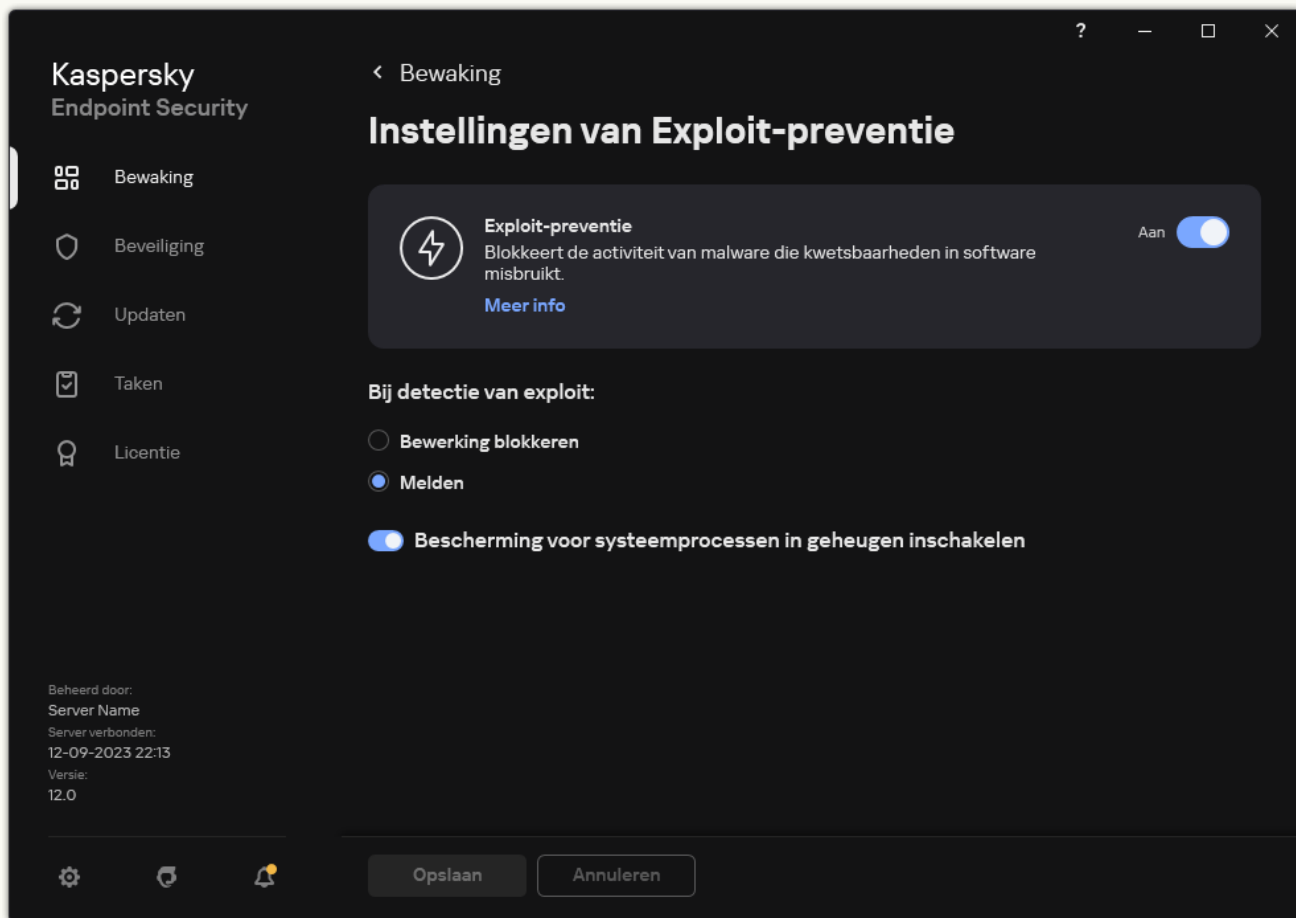 ?
Kaspersky
Endpoint Security
Bewaking
Beveiliging
Updaten
Taken
Licentie
Beheerd door:
Server Name
Server verbonden:
12-09-2023 22:13
Versie:
12.0
Bewaking
Instellingen van Exploit-preventie
Exploit-preventie
Blokkeert de activiteit van malware die kwetsbaarheden in software
misbruikt.
Meer info
Aan
Bij detectie van exploit:
Bewerking blokkeren
Melden
Bescherming voor systeemprocessen in geheugen inschakelen
Opslaan
Annuleren